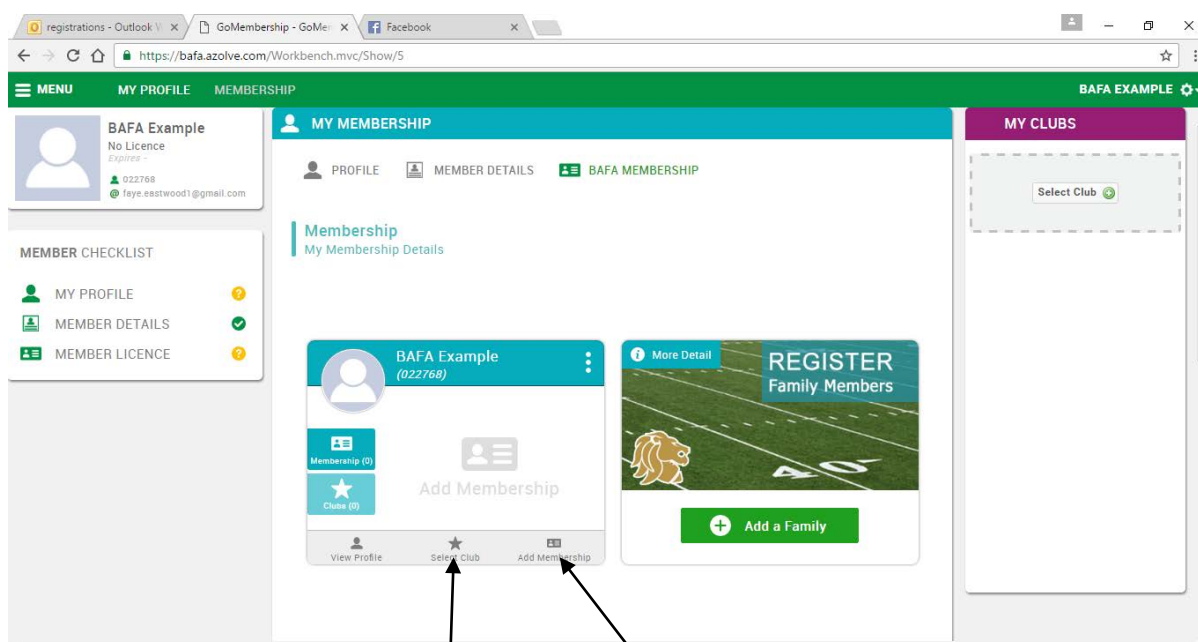 registrations - Outlook
GoMembership - GoMe
Facebook
https://bafa.azolve.com/Workbench.mvc/Show/5
MENU MY PROFILE MEMBERSHIP BAFA EXAMPLE
BAFA Example
No Licence
Expires -
022768
@ faye.eastwood1@gmail.com
MEMBER CHECKLIST
MY PROFILE ?
MEMBER DETAILS
MEMBER LICENCE ?
MY MEMBERSHIP
PROFILE MEMBER DETAILS BAFA MEMBERSHIP
Membership
My Membership Details
BAFA Example
(022768)
Membership (0)
Clubs (0)
Add Membership
View Profile Select Club Add Membership
i More Detail
REGISTER
Family Members
4 0
Add a Family
MY CLUBS
Select Club